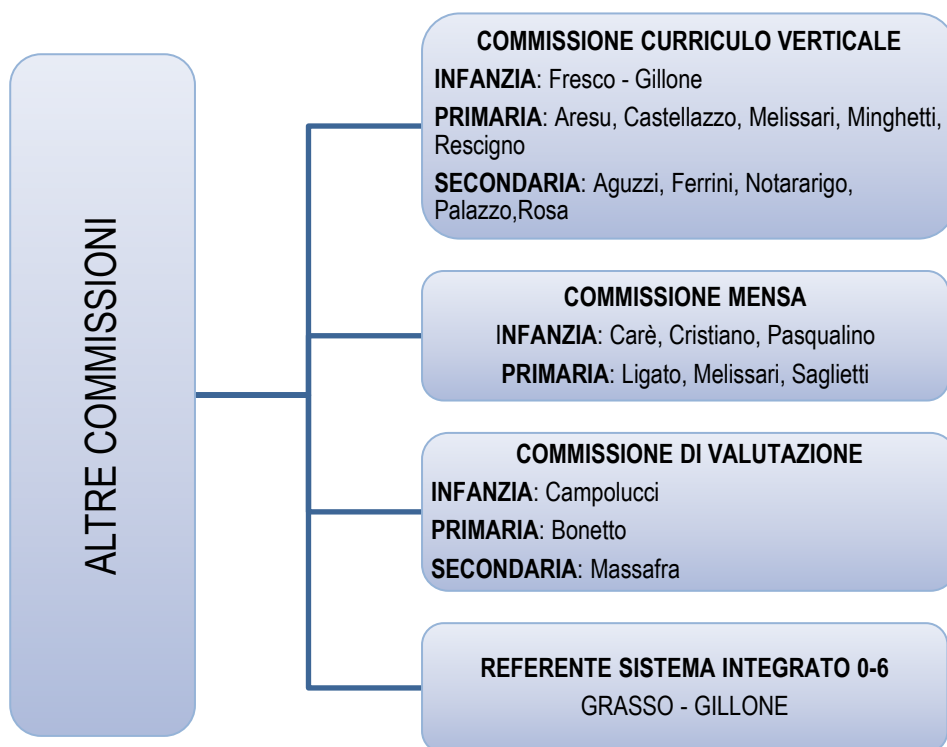 ALTRE COMMISSIONI
COMMISSIONE CURRICULO VERTICALE
INFANZIA: Fresco - Gillone
PRIMARIA: Aresu, Castellazzo, Melissari, Minghetti,
Rescigno
SECONDARIA: Aguzzi, Ferrini, Notararigo,
Palazzo,Rosa
COMMISSIONE MENSA
INFANZIA: Carè, Cristiano, Pasqualino
PRIMARIA: Ligato, Melissari, Saglietti
COMMISSIONE DI VALUTAZIONE
INFANZIA: Campolucci
PRIMARIA: Bonetto
SECONDARIA: Massafra
REFERENTE SISTEMA INTEGRATO 0-6
GRASSO - GILLONE